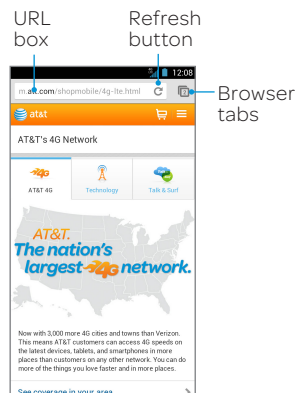 URL
box
Refresh
button
Browser
tabs
12:08
m.att.com/shopmobile/4g-lte.html
at&t
AT&T's 4G Network
AT&T 4G
Technology
Talk & Surf
AT&T.
The nation's
largest 4G network.
Now with 3,000 more 4G cities and towns than Verizon.
This means AT&T customers can access 4G speeds on
the latest devices, tablets, and smartphones in more
places than customers on any other network. You can do
more of the things you love faster and in more places.
See coverage in your area